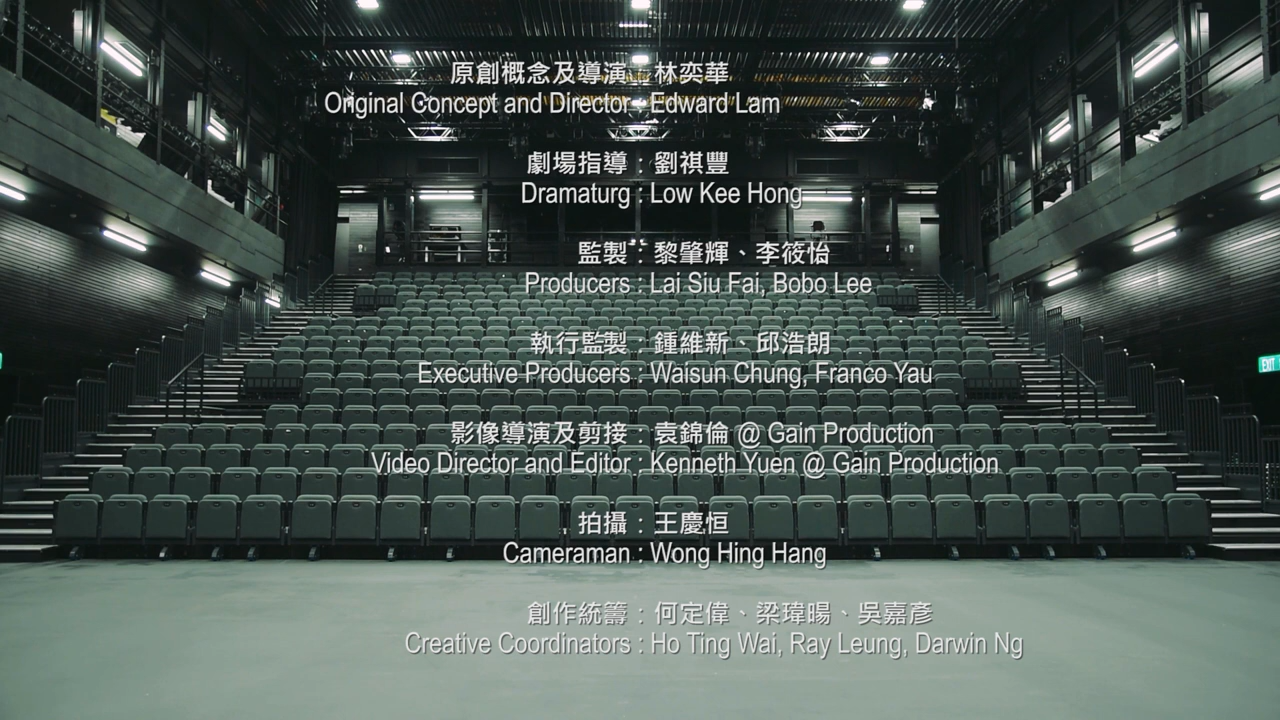 原創概念及導演：林奕華
Original Concept and Director : Edward Lam
劇場指導：劉祺豐
Dramaturg : Low Kee Hong
監製：黎肇輝、李筱怡
Producers : Lai Siu Fai, Bobo Lee
執行監製：鍾維新、邱浩朗
Executive Producers : Waisun Chung, Franco Yau
影像導演及剪接：袁錦倫 @ Gain Production
Video Director and Editor : Kenneth Yuen @ Gain Production
拍攝：王慶恒
Cameraman : Wong Hing Hang
創作統籌：何定偉、梁瑋暘、吳嘉彥
Creative Coordinators : Ho Ting Wai, Ray Leung, Darwin Ng
EXIT